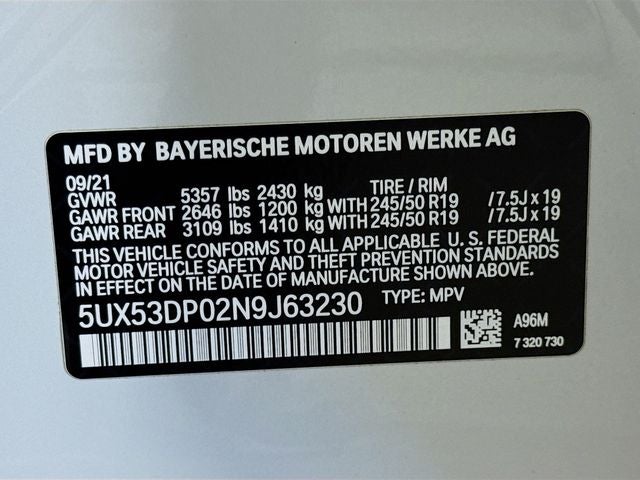 MFD BY BAYERISCHE MOTOREN WERKE AG
09/21
GVWR 5357 lbs 2430 kg TIRE / RIM
GAWR FRONT 2646 lbs 1200 kg WITH 245/50 R19 /7.5J x 19
GAWR REAR 3109 lbs 1410 kg WITH 245/50 R19 /7.5J x 19
THIS VEHICLE CONFORMS TO ALL APPLICABLE U. S. FEDERAL
MOTOR VEHICLE SAFETY AND THEFT PREVENTION STANDARDS
IN EFFECT ON THE DATE OF MANUFACTURE SHOWN ABOVE.
5UX53DP02N9J63230 TYPE: MPV
A96M
7 320 730